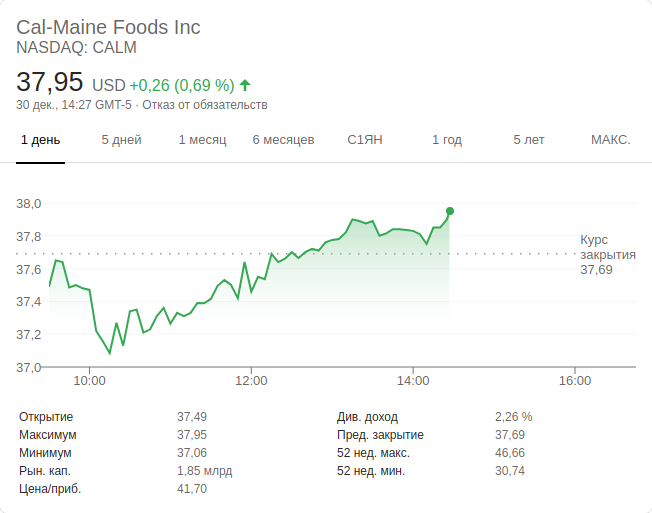 Cal-Maine Foods Inc
NASDAQ: CALM
37,95 USD +0,26 (0,69 %)
30 дек., 14:27 GMT-5 · Отказ от обязательств
1 день 5 дней 1 месяц 6 месяцев С1ЯН 1 год 5 лет МАКС.
38,0
37,8
37,6
37,4
37,2
37,0
Курс
закрытия
37,69
10:00 12:00 14:00 16:00
Открытие 37,49
Максимум 37,95
Минимум 37,06
Рын. кап. 1,85 млрд
Цена/приб. 41,70
Див. доход 2,26 %
Пред. закрытие 37,69
52 нед. макс. 46,66
52 нед. мин. 30,74